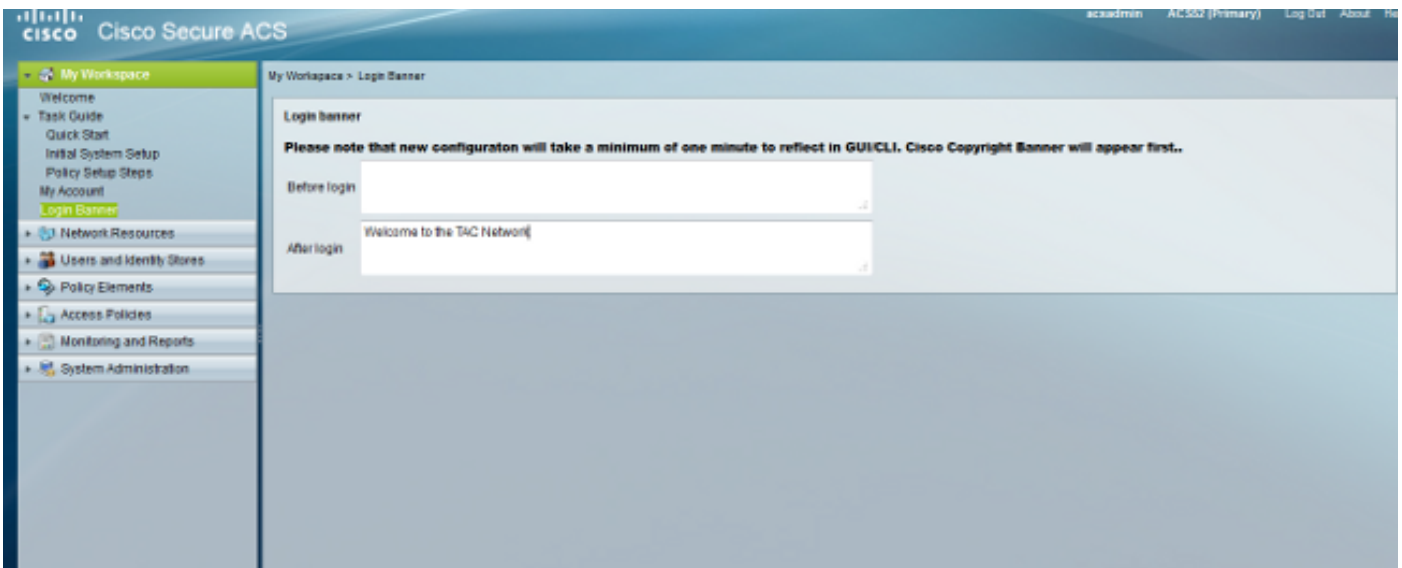 CISCO Cisco Secure ACS
acsadmin ACS52 (Primary) Log Out About He
My Workspace
Welcome
Task Guide
Quick Start
Initial System Setup
Policy Setup Steps
My Account
Login Banner
Network Resources
Users and Identity Stores
Policy Elements
Access Policies
Monitoring and Reports
System Administration
My Workspace > Login Banner
Login banner
Please note that new configuraton will take a minimum of one minute to reflect in GUI/CLI. Cisco Copyright Banner will appear first..
Before login
After login
Welcome to the TAC Network